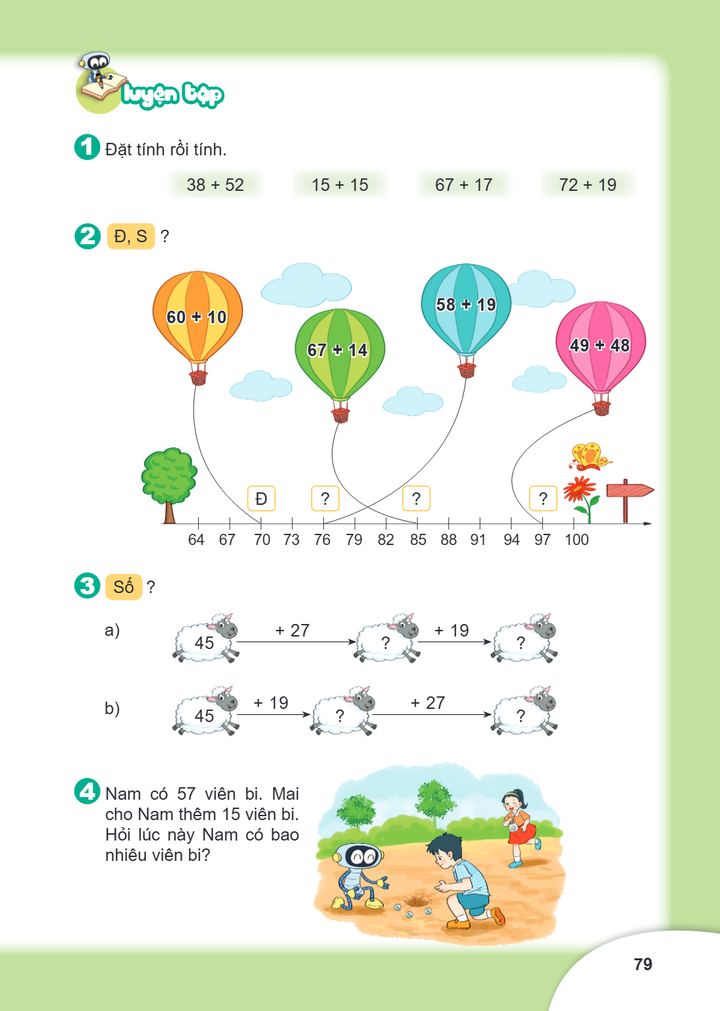 Luyện tập
1 Đặt tính rồi tính.
38 + 52 15 + 15 67 + 17 72 + 19
2 Đ, S ?
60 + 10 67 + 14 58 + 19 49 + 48
Đ ? ? ?
64 67 70 73 76 79 82 85 88 91 94 97 100
3 Số ?
a) 45 + 27 ? + 19 ?
b) 45 + 19 ? + 27 ?
4 Nam có 57 viên bi. Mai
cho Nam thêm 15 viên bi.
Hỏi lúc này Nam có bao
nhiêu viên bi?
79